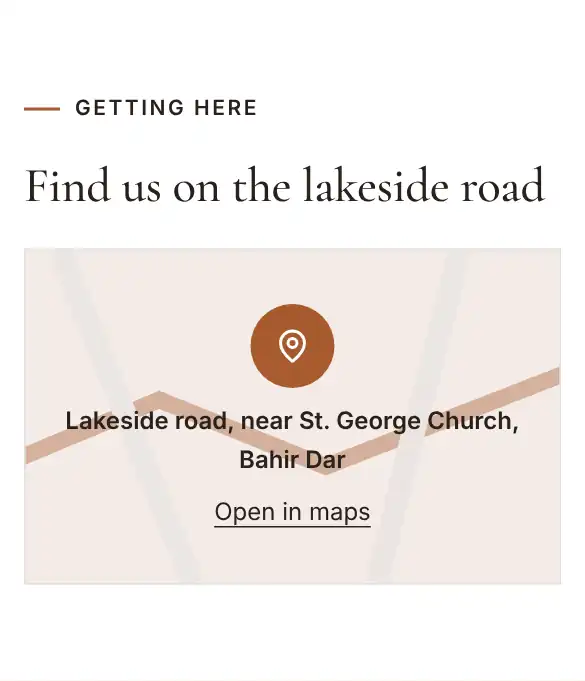 GETTING HERE
Find us on the lakeside road
Lakeside road, near St. George Church,
Bahir Dar
Open in maps